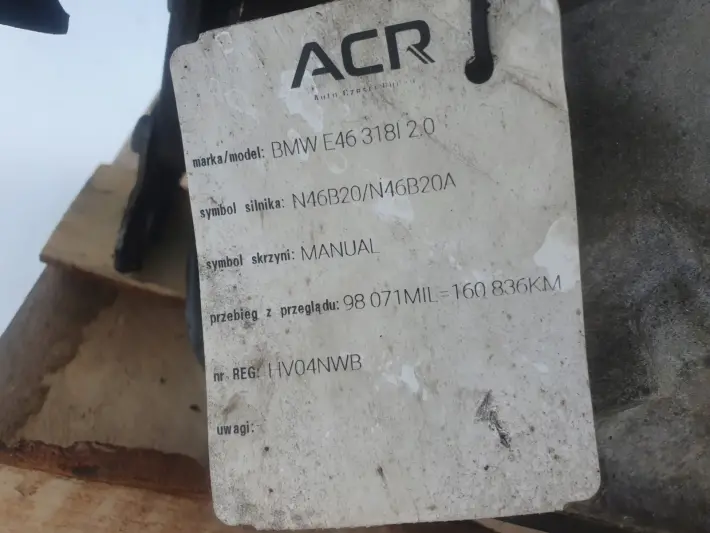 ACR
marka/model: BMW E46 318I 2.0
symbol silnika: N46B20/N46B20A
symbol skrzyni: MANUAL
przebieg z przeglądu: 98 071MIL=160 836KM
nr REG: HV04NWB
uwagi: